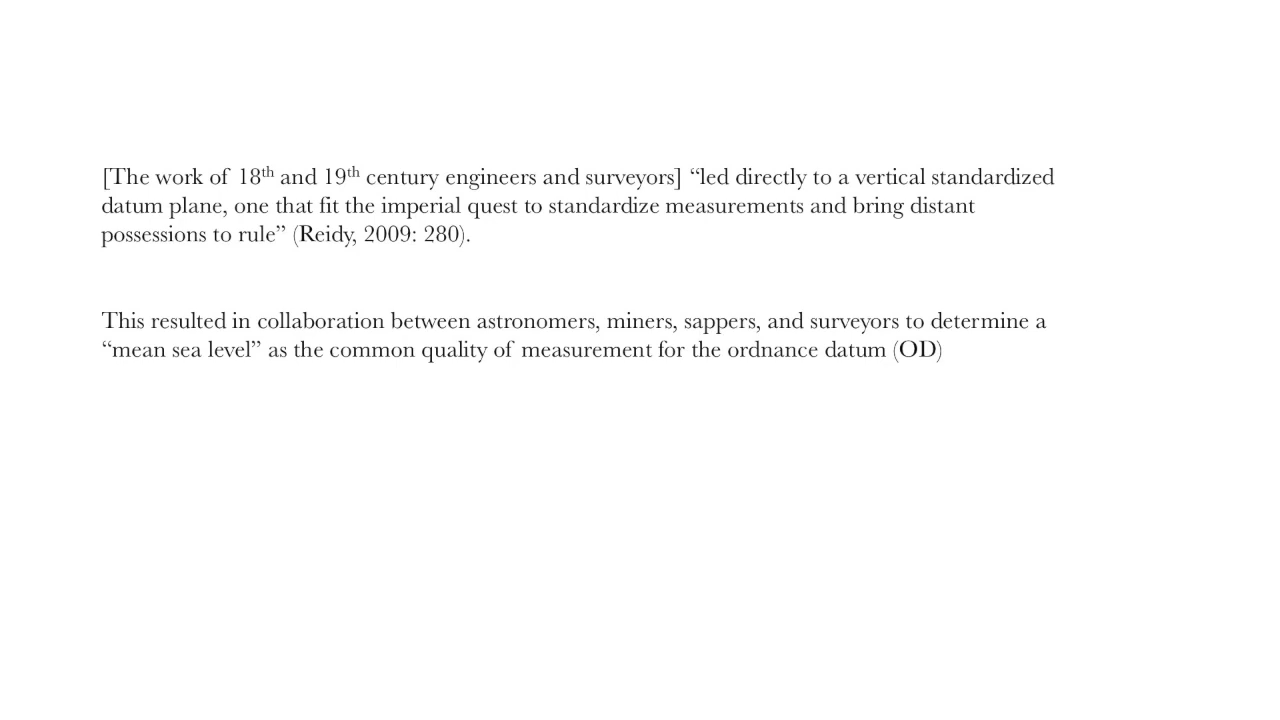 [The work of 18th and 19th century engineers and surveyors] “led directly to a vertical standardized
datum plane, one that fit the imperial quest to standardize measurements and bring distant
possessions to rule” (Reidy, 2009: 280).
This resulted in collaboration between astronomers, miners, sappers, and surveyors to determine a
“mean sea level” as the common quality of measurement for the ordnance datum (OD)